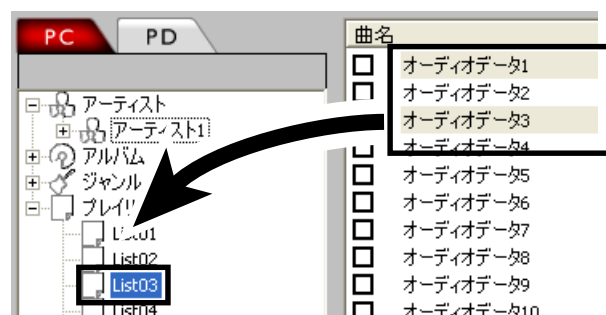 PC
PD
アーティスト
アーティスト1
アルバム
ジャンル
List02
List03
List04
曲名
オーディオデータ1
オーディオデータ2
オーディオデータ3
オーディオデータ4
オーディオデータ5
オーディオデータ6
オーディオデータ7
オーディオデータ8
オーディオデータ9
オーディオデータ10